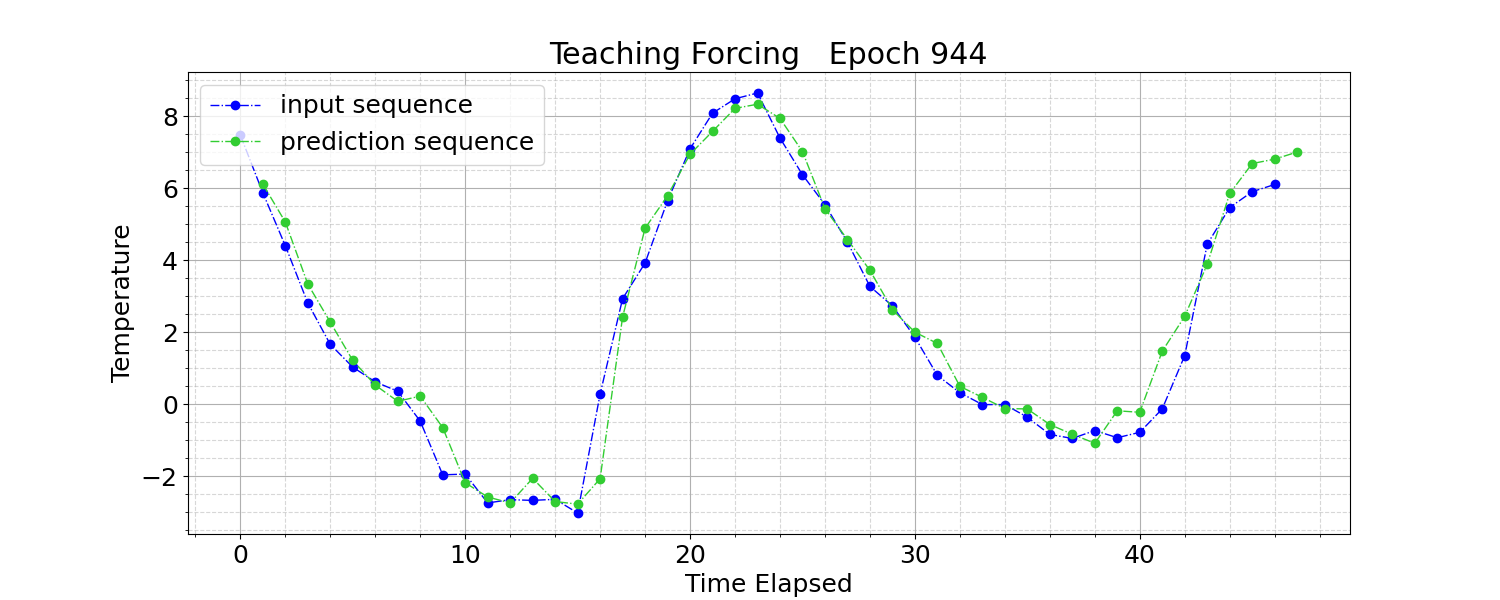 Teaching Forcing   Epoch 944
input sequence
prediction sequence
Temperature
8
6
4
2
0
−2
0 10 20 30 40
Time Elapsed